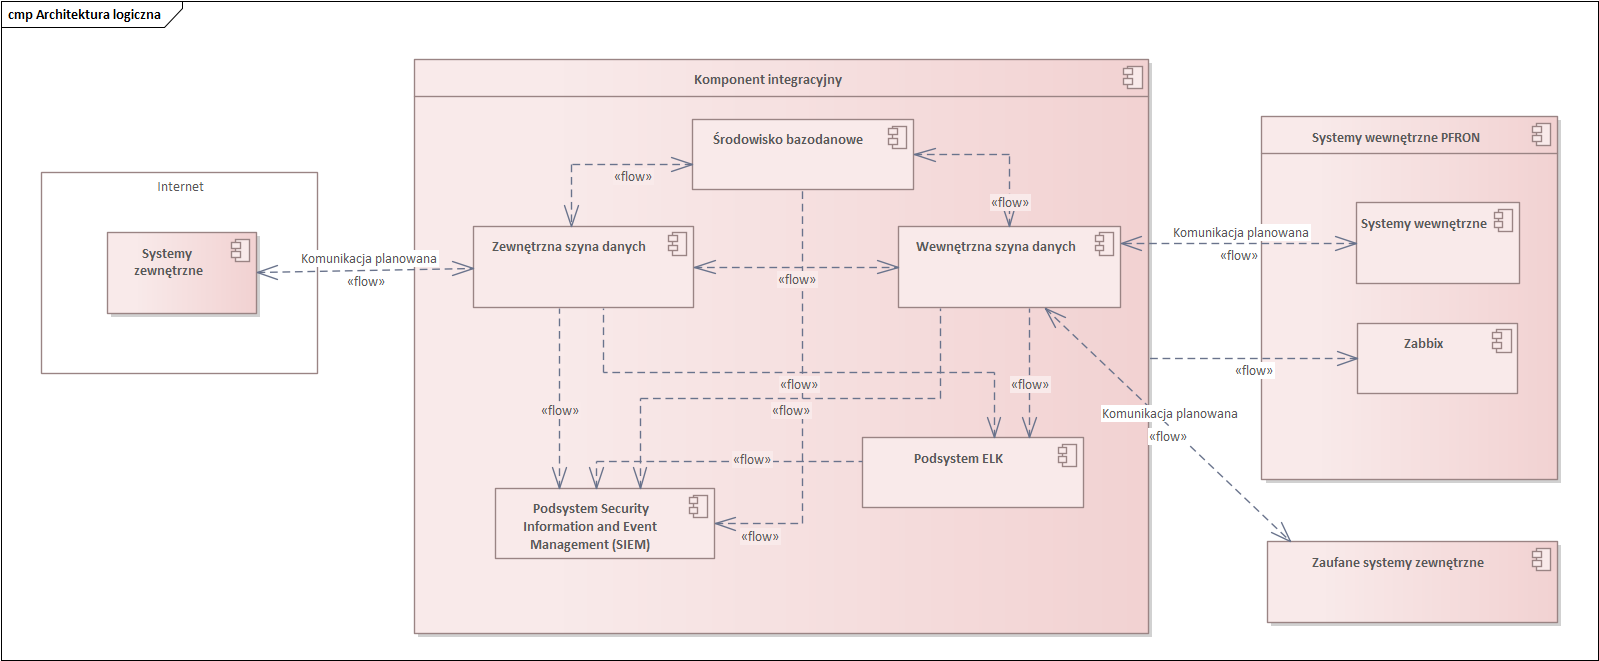 cmp Architektura logiczna
Komponent integracyjny
Środowisko bazodanowe
Systemy wewnętrzne PFRON
Internet
«flow»
«flow»
Systemy
zewnętrzne
Komunikacja planowana
«flow»
Zewnętrzna szyna danych
«flow»
Wewnętrzna szyna danych
Komunikacja planowana
«flow»
Systemy wewnętrzne
Zabbix
«flow»
«flow»
«flow»
«flow»
«flow»
Komunikacja planowana
«flow»
«flow»
Podsystem ELK
Podsystem Security
Information and Event
Management (SIEM)
«flow»
Zaufane systemy zewnętrzne